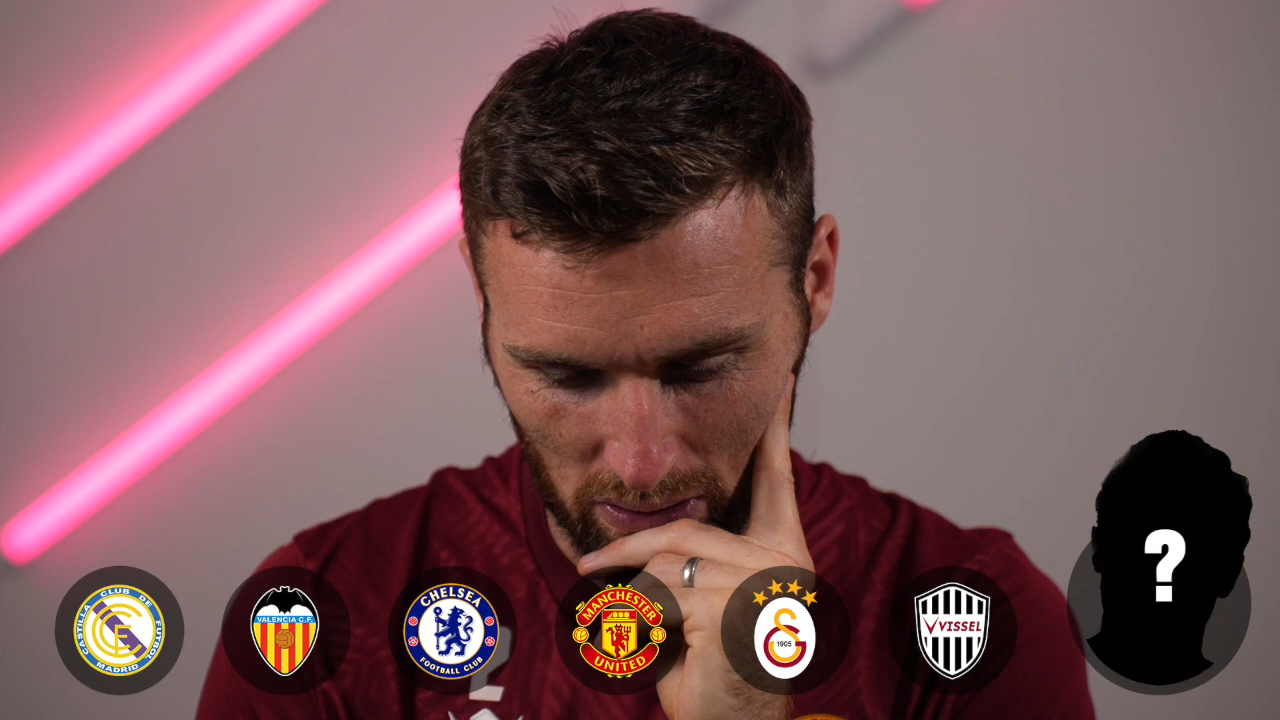 CASTILLA CLUB DE FUTBOL
MADRID
VALENCIA C.F.
CHELSEA
FOOTBALL CLUB
MANCHESTER
UNITED
1905
VISSEL
?